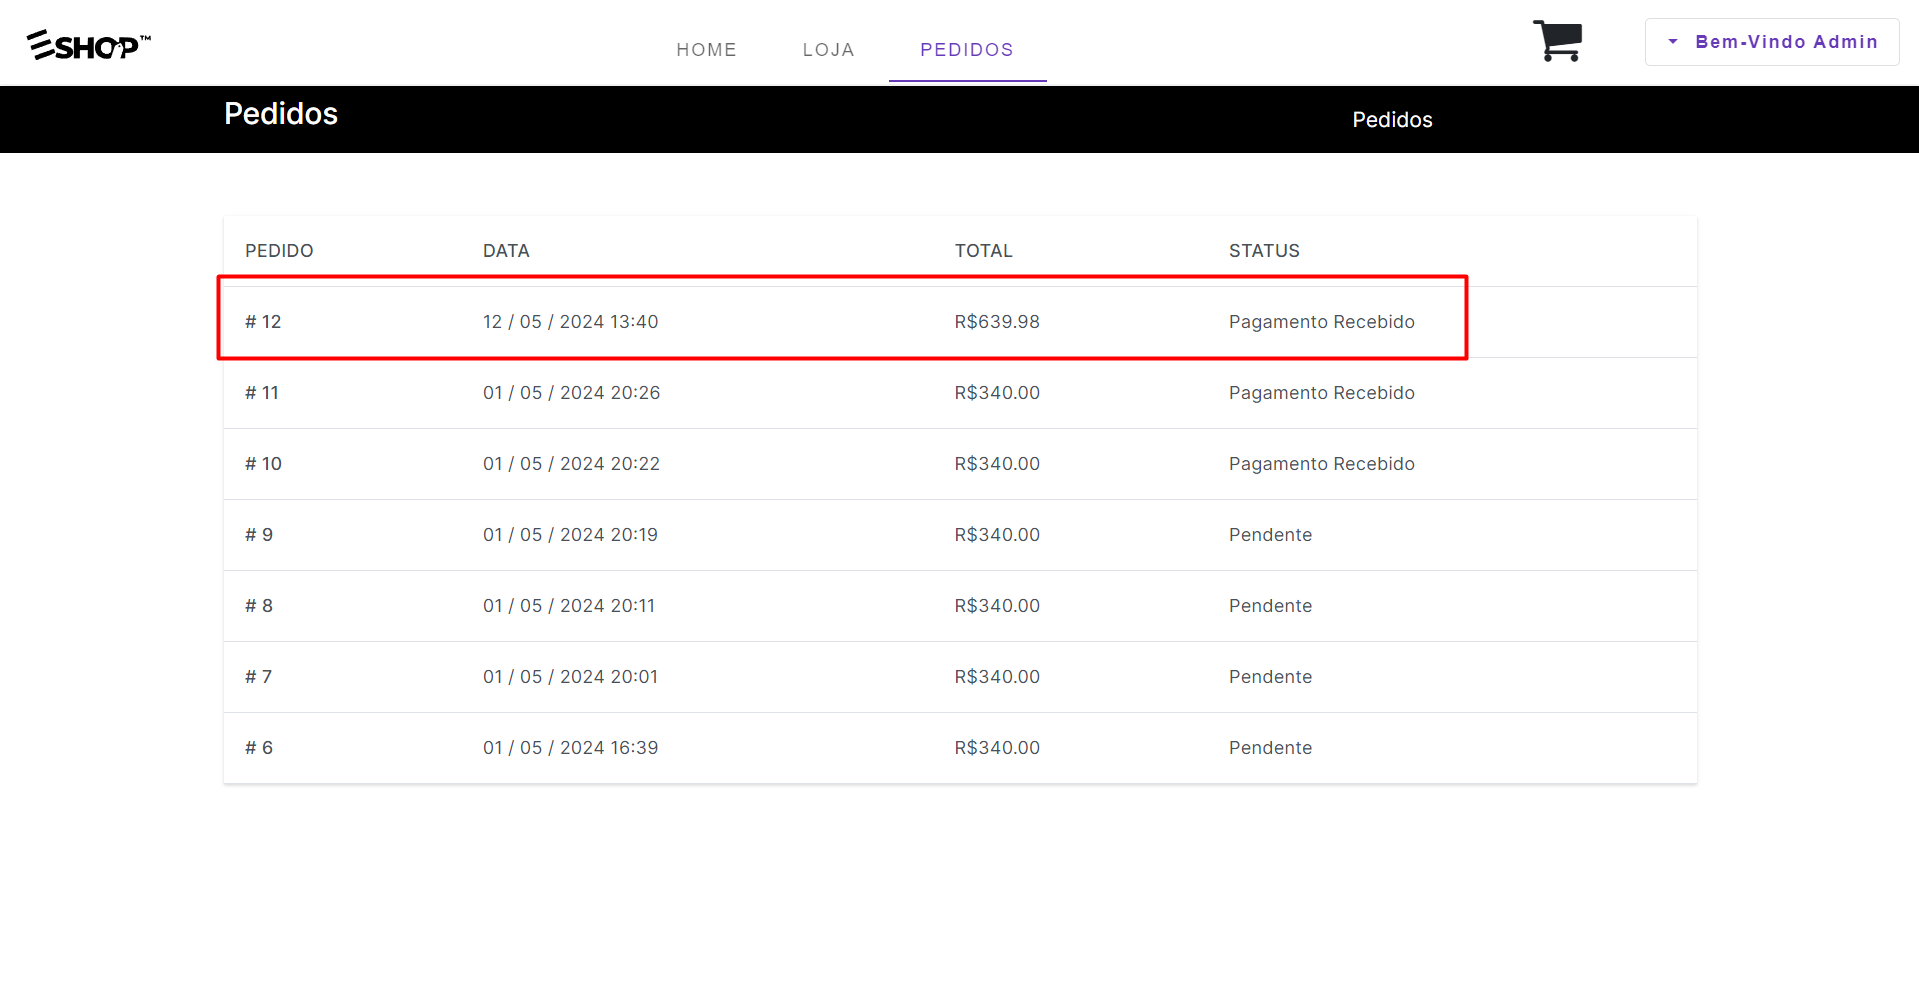 ESHOP™
HOME LOJA PEDIDOS
Bem-Vindo Admin
Pedidos Pedidos
PEDIDO DATA TOTAL STATUS
# 12 12 / 05 / 2024 13:40 R$639.98 Pagamento Recebido
# 11 01 / 05 / 2024 20:26 R$340.00 Pagamento Recebido
# 10 01 / 05 / 2024 20:22 R$340.00 Pagamento Recebido
# 9 01 / 05 / 2024 20:19 R$340.00 Pendente
# 8 01 / 05 / 2024 20:11 R$340.00 Pendente
# 7 01 / 05 / 2024 20:01 R$340.00 Pendente
# 6 01 / 05 / 2024 16:39 R$340.00 Pendente